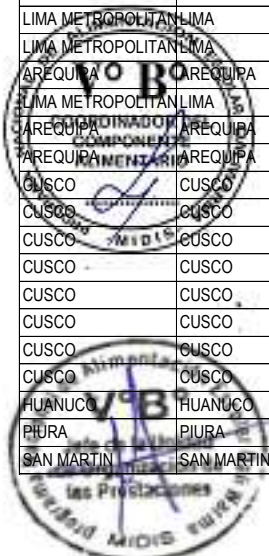 LIMA METROPOLITAN LIMA
LIMA METROPOLITAN LIMA
AREQUIPA AREQUIPA
LIMA METROPOLITAN LIMA
AREQUIPA AREQUIPA
AREQUIPA AREQUIPA
CUSCO CUSCO
CUSCO CUSCO
CUSCO CUSCO
CUSCO CUSCO
CUSCO CUSCO
CUSCO CUSCO
CUSCO CUSCO
CUSCO CUSCO
HUANUCO HUANUCO
PIURA PIURA
SAN MARTIN SAN MARTIN
V° B°
COORDINADOR
COMPONENTE
ALIMENTARIO
MIDIS
V° B°
las Prestaciones
MIDIS